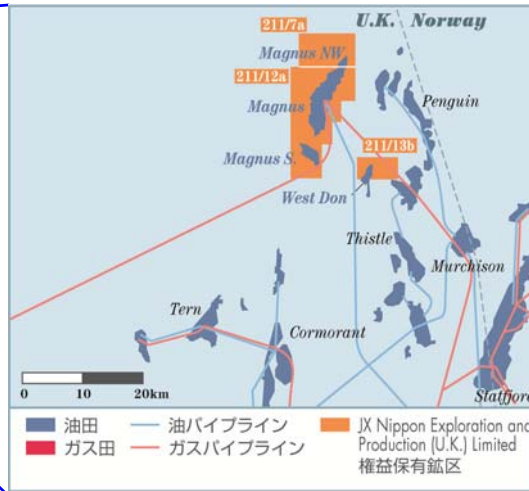 U.K. Norway
211/7a
Magnus NW.
211/12a
Magnus
Penguin
211/13b
Magnus S.
West Don
Thistle
Murchison
Tern
Cormorant
Statfjord
0 10 20km
油田 油パイプライン JX Nippon Exploration and
ガス田 ガスパイプライン Production (U.K.) Limited
権益保有鉱区